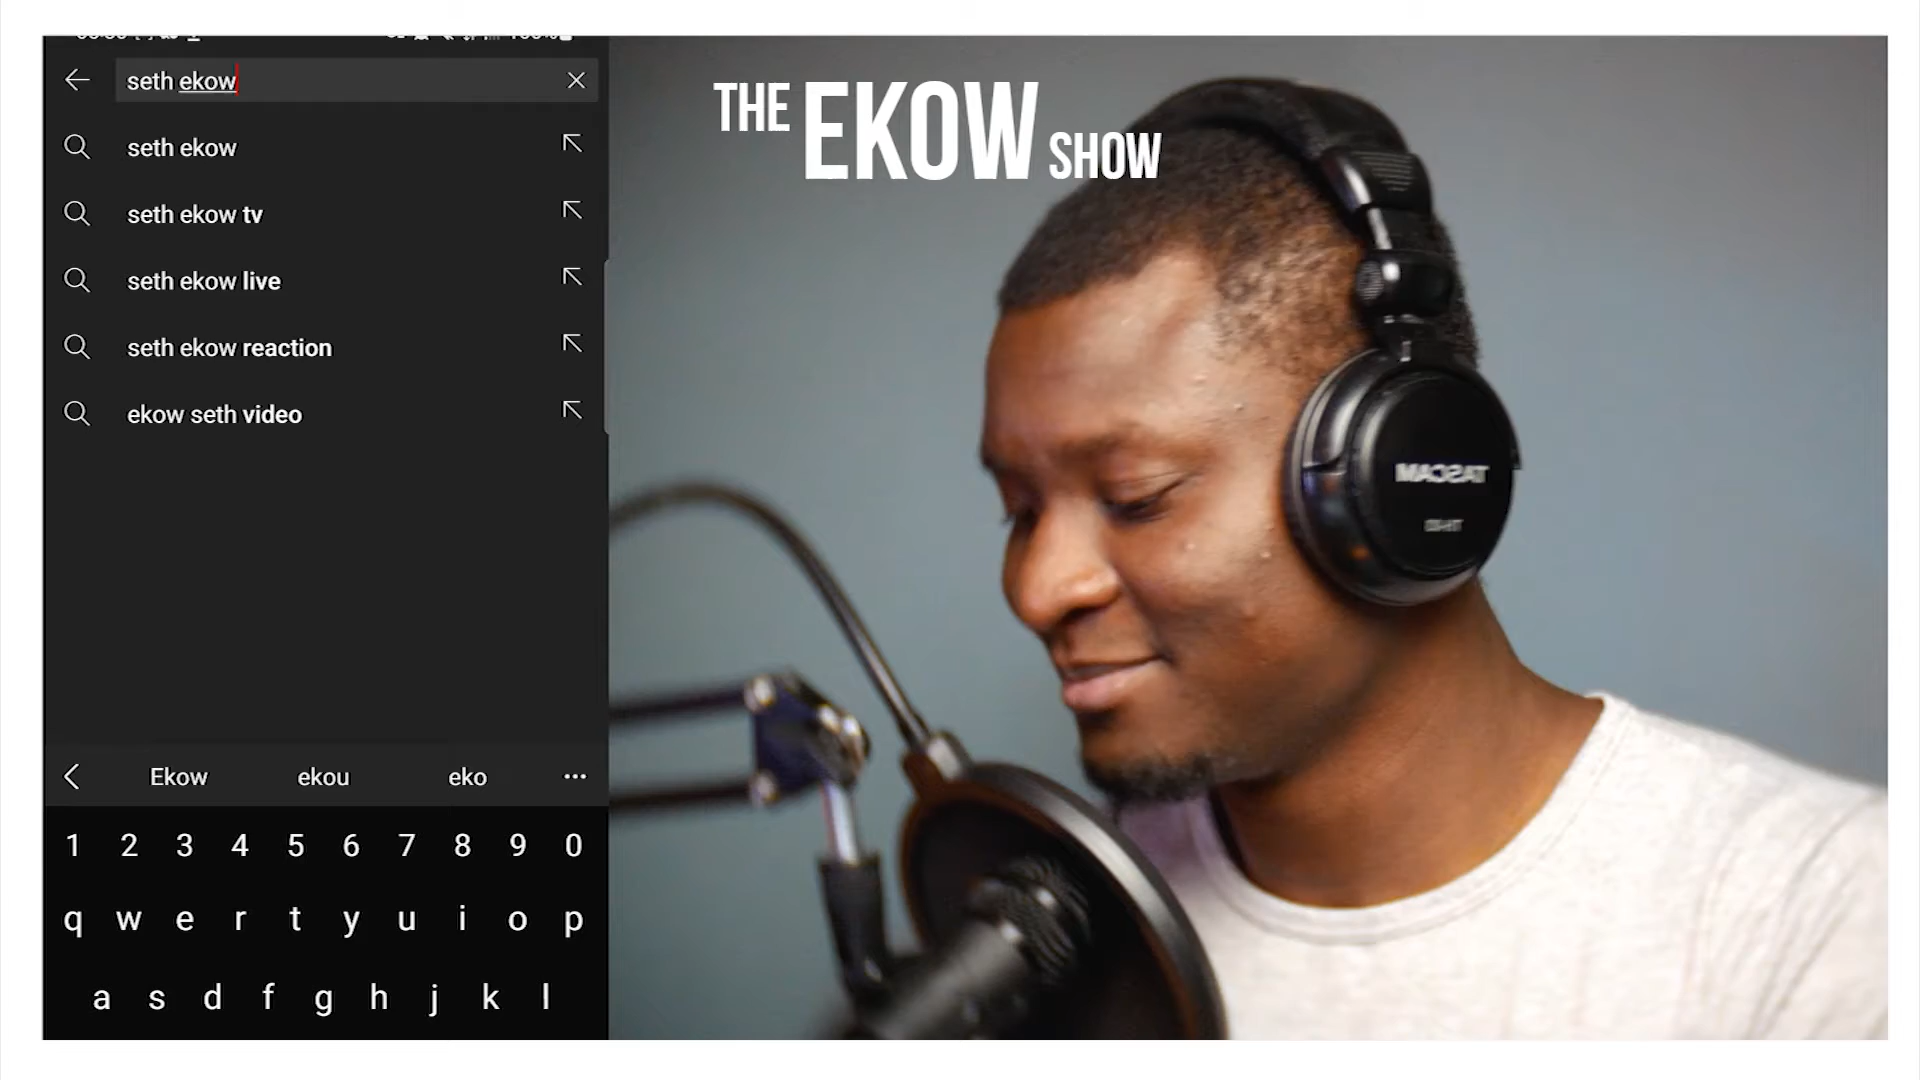 seth ekow
seth ekow
seth ekow tv
seth ekow live
seth ekow reaction
ekow seth video
Ekow ekou eko
1 2 3 4 5 6 7 8 9 0
q w e r t y u i o p
a s d f g h j k l
THE EKOW SHOW
TASCAM